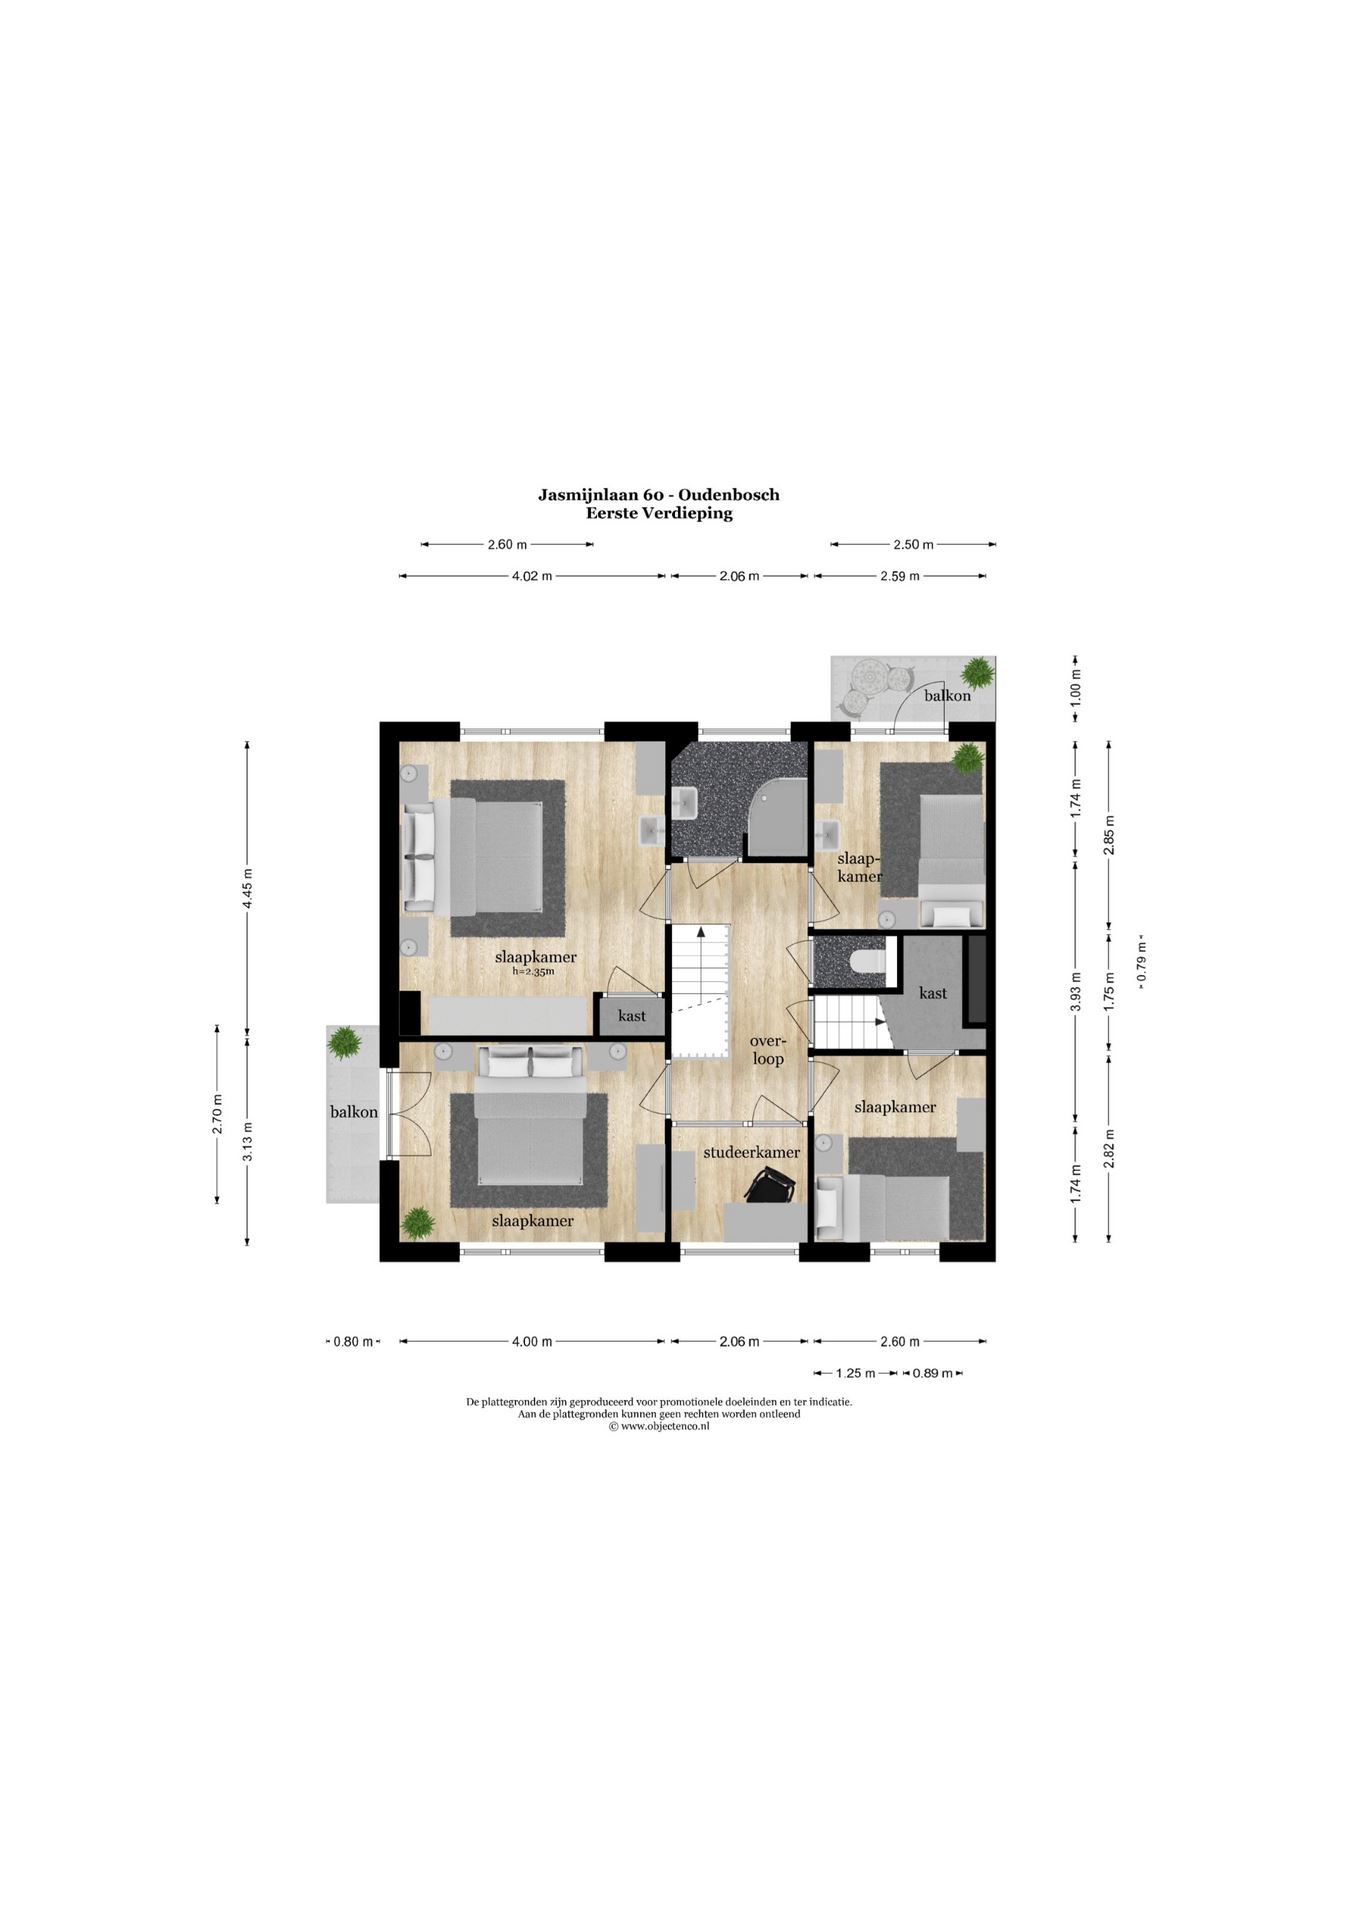 Jasmijnlaan 60 - Oudenbosch
Eerste Verdieping
2.60 m
2.50 m
4.02 m
2.06 m
2.59 m
1.00 m
balkon
1.74 m
2.85 m
4.45 m
slaap-
kamer
slaapkamer
h=2.35m
0.79 m
kast
3.93 m
1.75 m
kast
over-
loop
2.70 m
balkon
3.13 m
slaapkamer
2.82 m
studeerkamer
1.74 m
slaapkamer
0.80 m
4.00 m
2.06 m
2.60 m
1.25 m
0.89 m
De plattegronden zijn geproduceerd voor promotionele doeleinden en ter indicatie.
Aan de plattegronden kunnen geen rechten worden ontleend
© www.objectenco.nl